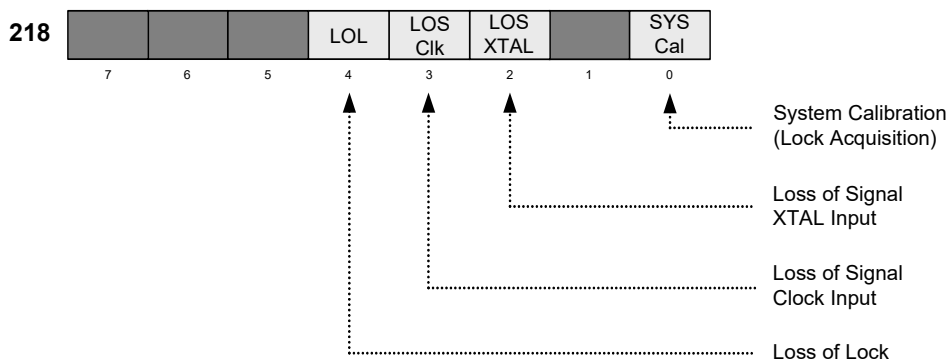 218
LOL
LOS
Clk
LOS
XTAL
SYS
Cal
7 6 5 4 3 2 1 0
System Calibration
(Lock Acquisition)
Loss of Signal
XTAL Input
Loss of Signal
Clock Input
Loss of Lock